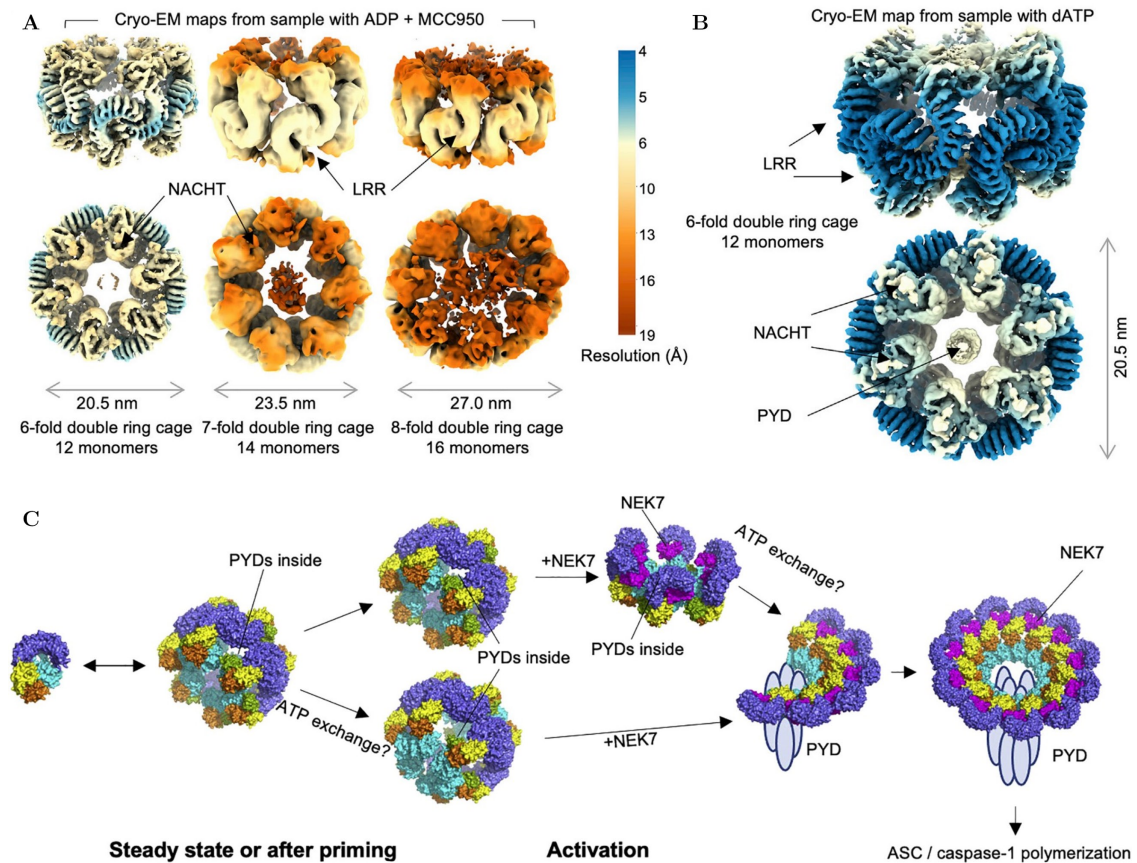 A
Cryo-EM maps from sample with ADP + MCC950
LRR
NACHT
20.5 nm
23.5 nm
27.0 nm
6-fold double ring cage
12 monomers
7-fold double ring cage
14 monomers
8-fold double ring cage
16 monomers
4
5
6
10
13
16
19
Resolution (Å)
B
Cryo-EM map from sample with dATP
LRR
6-fold double ring cage
12 monomers
NACHT
PYD
20.5 nm
C
PYDs inside
ATP exchange?
PYDs inside
+NEK7
+NEK7
NEK7
PYDs inside
ATP exchange?
PYD
NEK7
PYD
Steady state or after priming
Activation
ASC / caspase-1 polymerization